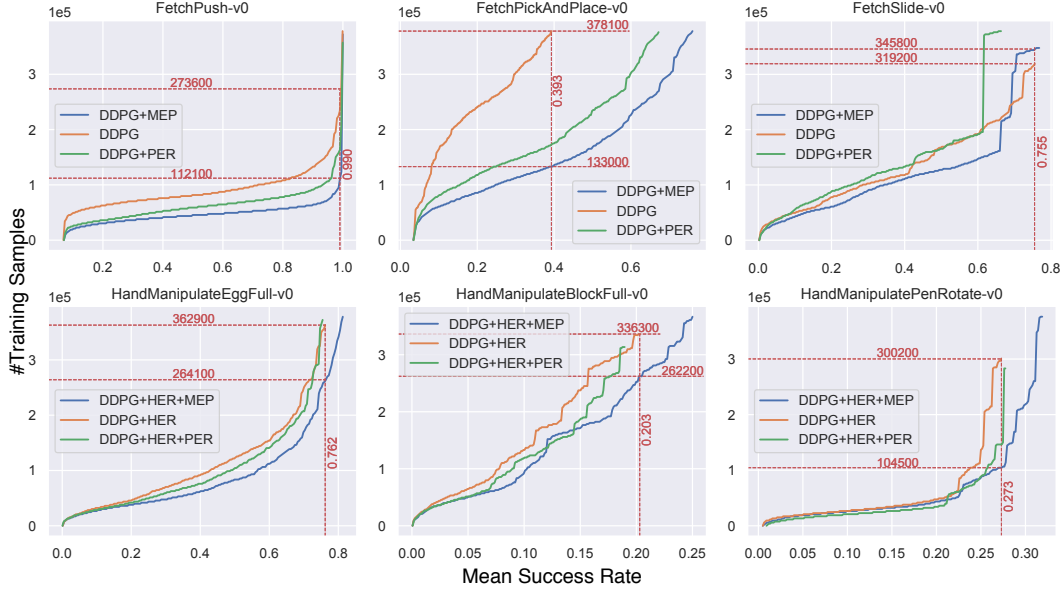 FetchPush-v0
1e5
3
2
1
0
273600
112100
0.990
DDPG+MEP
DDPG
DDPG+PER
0.2 0.4 0.6 0.8 1.0
FetchPickAndPlace-v0
1e5
3
2
1
0
378100
0.393
133000
DDPG+MEP
DDPG
DDPG+PER
0.0 0.2 0.4 0.6
FetchSlide-v0
1e5
3
2
1
0
345800
319200
0.755
DDPG+MEP
DDPG
DDPG+PER
0.0 0.2 0.4 0.6 0.8
#Training Samples
HandManipulateEggFull-v0
1e5
3
2
1
0
362900
264100
0.762
DDPG+HER+MEP
DDPG+HER
DDPG+HER+PER
0.0 0.2 0.4 0.6 0.8
HandManipulateBlockFull-v0
1e5
3
2
1
0
336300
262200
0.203
DDPG+HER+MEP
DDPG+HER
DDPG+HER+PER
0.00 0.05 0.10 0.15 0.20 0.25
HandManipulatePenRotate-v0
1e5
3
2
1
0
300200
104500
0.273
DDPG+HER+MEP
DDPG+HER
DDPG+HER+PER
0.00 0.05 0.10 0.15 0.20 0.25 0.30
Mean Success Rate